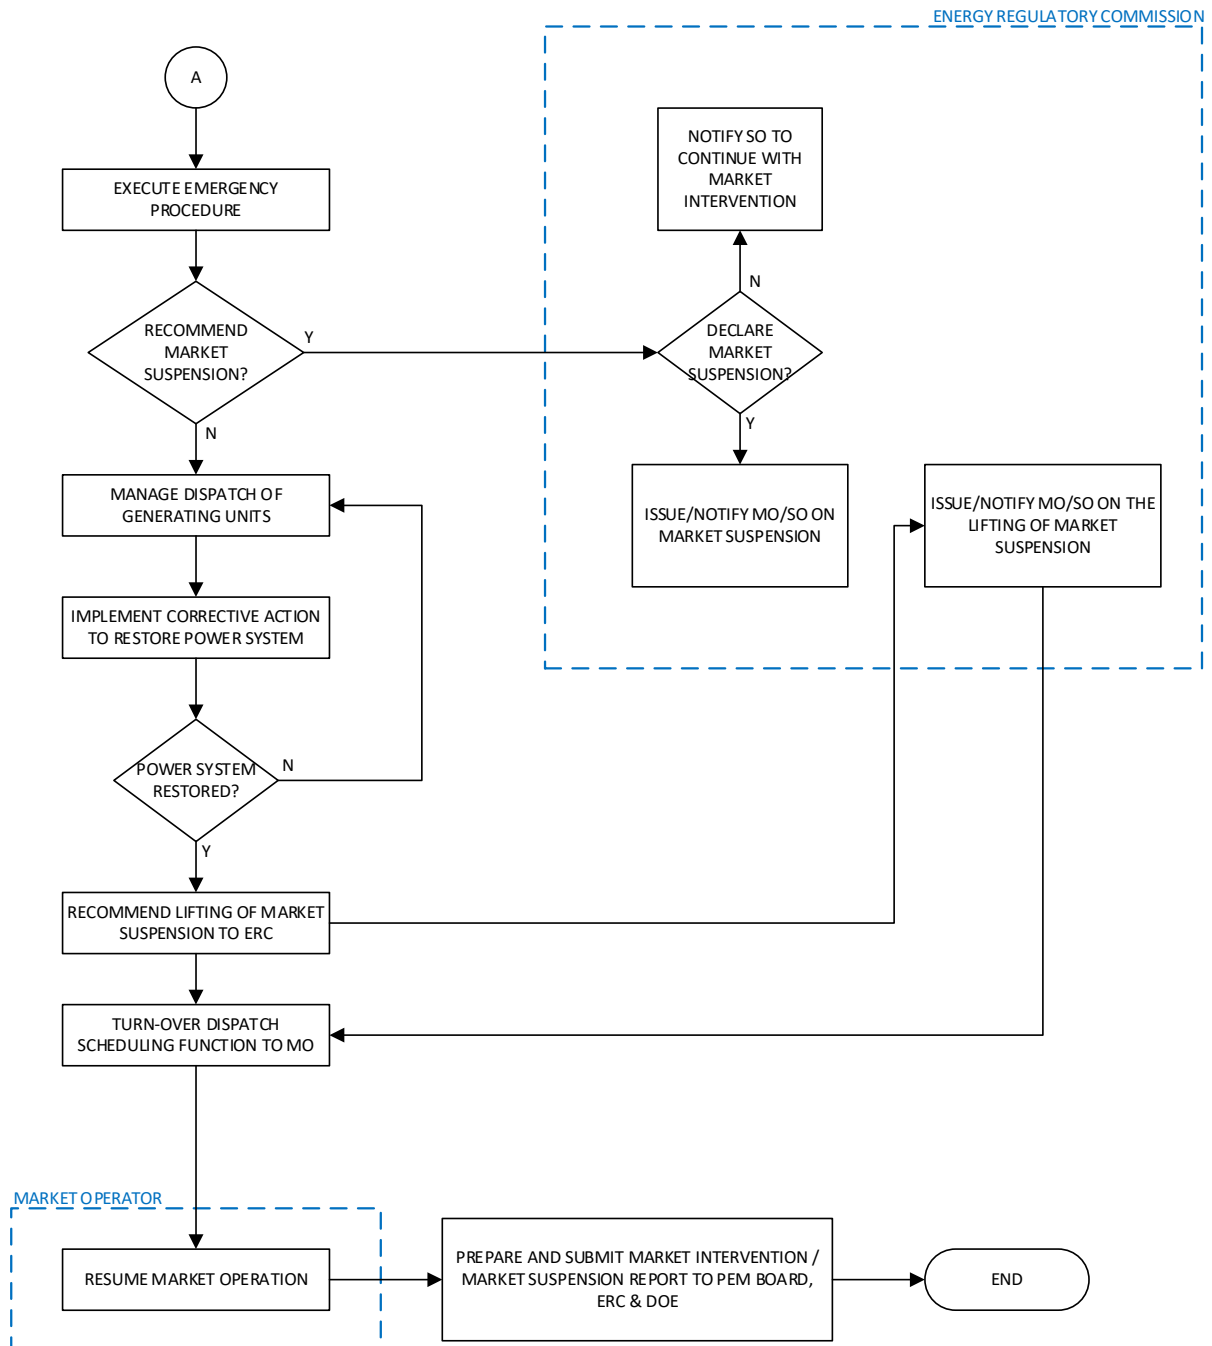 ENERGY REGULATORY COMMISSION
A
EXECUTE EMERGENCY
PROCEDURE
NOTIFY SO TO
CONTINUE WITH
MARKET
INTERVENTION
N
RECOMMEND
MARKET
SUSPENSION?
Y
DECLARE
MARKET
SUSPENSION?
N
Y
MANAGE DISPATCH OF
GENERATING UNITS
ISSUE/NOTIFY MO/SO ON
MARKET SUSPENSION
ISSUE/NOTIFY MO/SO ON THE
LIFTING OF MARKET
SUSPENSION
IMPLEMENT CORRECTIVE ACTION
TO RESTORE POWER SYSTEM
POWER SYSTEM
RESTORED?
N
Y
RECOMMEND LIFTING OF MARKET
SUSPENSION TO ERC
TURN-OVER DISPATCH
SCHEDULING FUNCTION TO MO
MARKET OPERATOR
RESUME MARKET OPERATION
PREPARE AND SUBMIT MARKET INTERVENTION /
MARKET SUSPENSION REPORT TO PEM BOARD,
ERC & DOE
END